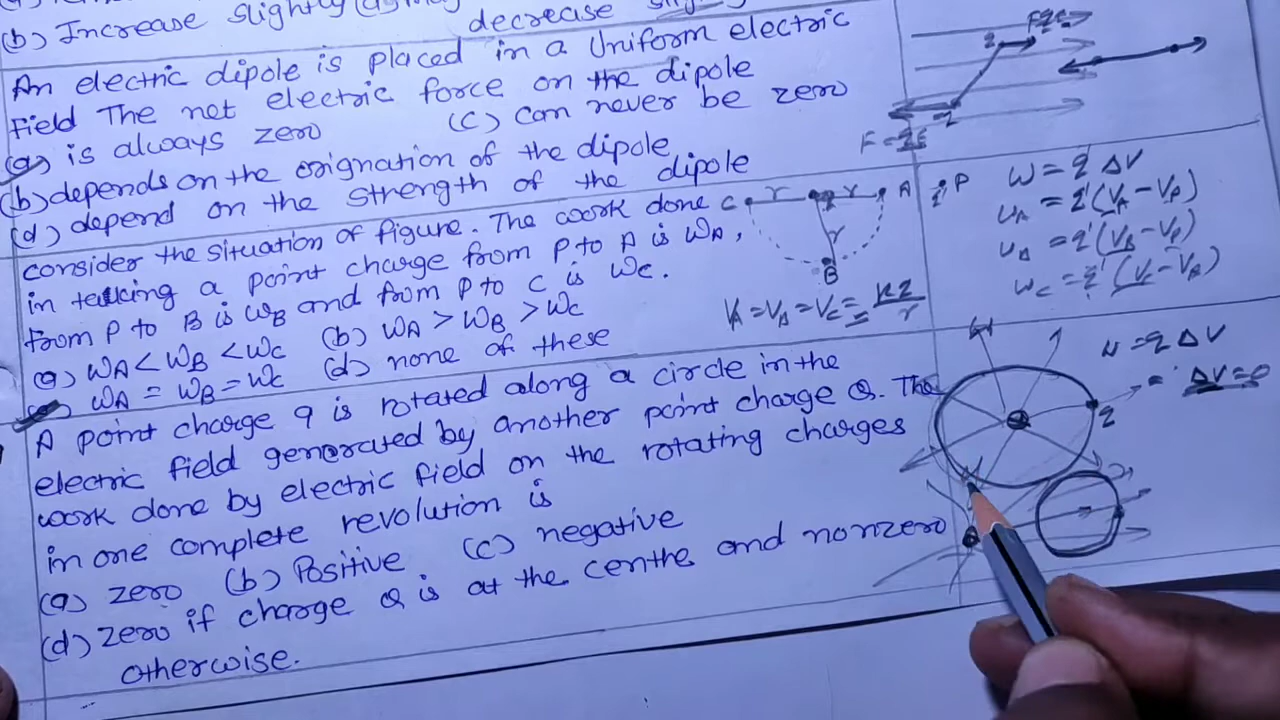 (b) Increase slightly (d) may
decrease
An electric dipole is placed in a Uniform electric
field The net electric force on the dipole
(a) is always zero (c) can never be zero
(b) depends on the orignation of the dipole
(d) depend on the strength of the dipole
consider the situation of figure. The work done
in taking a point charge from P to A is WA,
from P to B is WB and from P to C is WC.
(a) WA < WB < WC (b) WA > WB > WC
WA = WB = WC (d) none of these
A point charge q is rotated along a circle in the
electric field generated by another point charge Q. The
work done by electric field on the rotating charges
in one complete revolution is
(a) zero (b) Positive (c) negative
(d) zero if charge Q is at the centhe and nonzero
otherwise.
F = qE
C r r A
r
B
P
VA = VB = VC = Kq/r
W = q' ΔV
= q'(VA - VP)
= q'(VB - VP)
WC = q'
= q ΔV
= ΔV = 0
Q
q